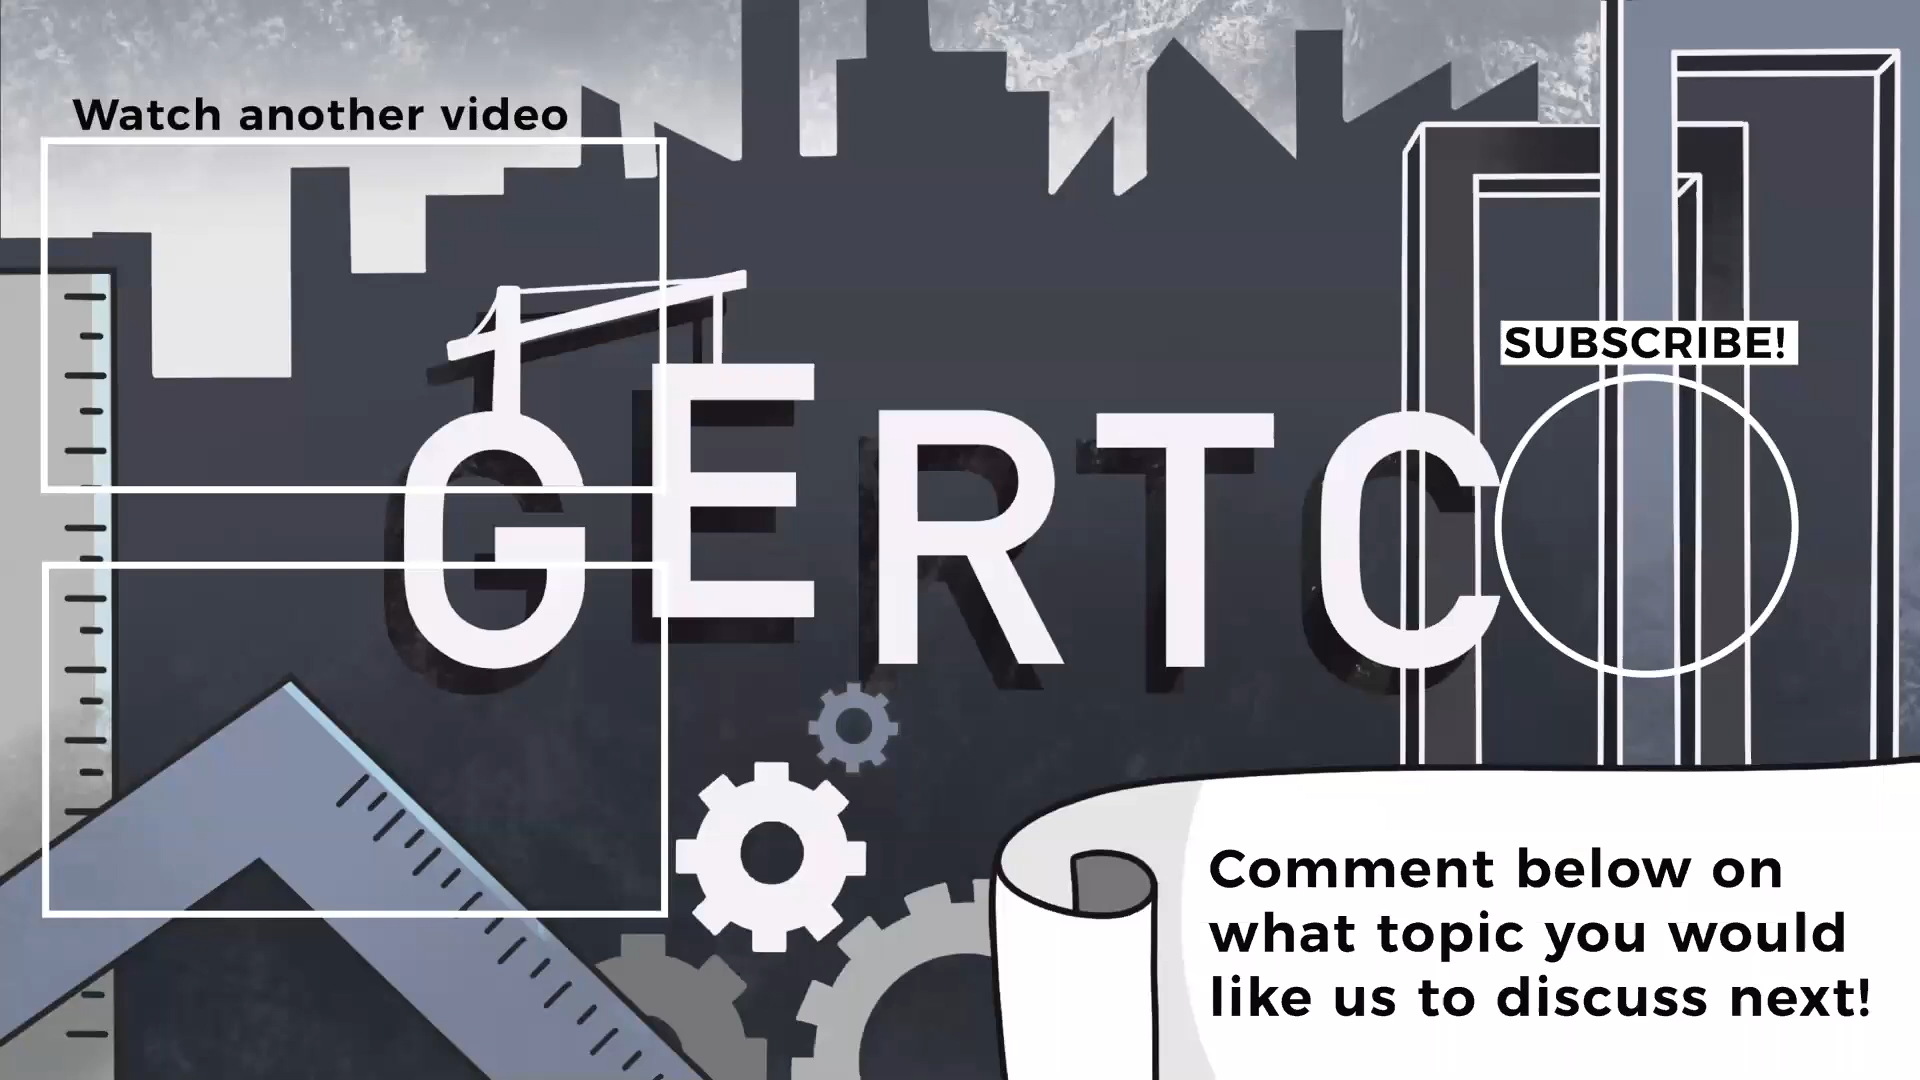 Watch another video
SUBSCRIBE!
GERTC
Comment below on
what topic you would
like us to discuss next!